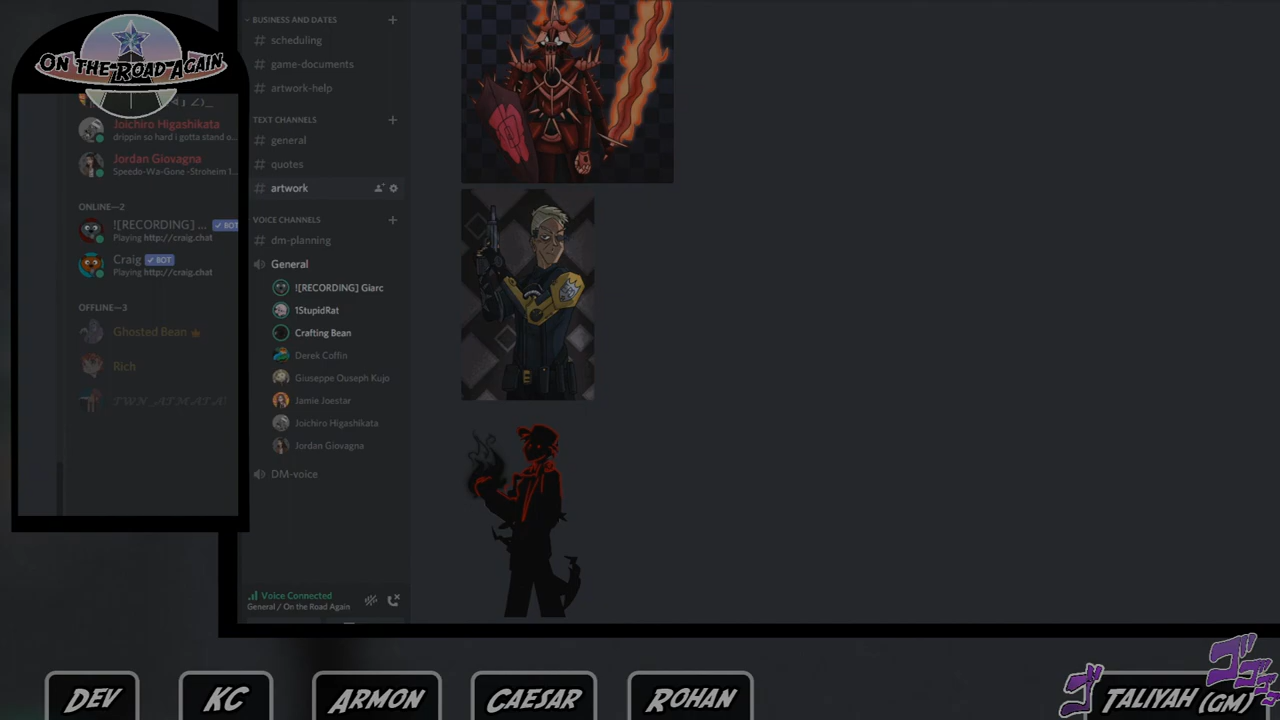 ON THE ROAD AGAIN
Joichiro Higashikata
drippin so hard i gotta stand o...
Jordan Giovagna
Speedo-Wa-Gone -Stroheim 1...
ONLINE—2
![RECORDING] ... BOT
Playing http://craig.chat
Craig BOT
Playing http://craig.chat
OFFLINE—3
Ghosted Bean
Rich
BUSINESS AND DATES
# scheduling
# game-documents
# artwork-help
TEXT CHANNELS
# general
# quotes
# artwork
VOICE CHANNELS
# dm-planning
General
![RECORDING] Giarc
1StupidRat
Crafting Bean
Derek Coffin
Giuseppe Ouseph Kujo
Jamie Joestar
Joichiro Higashikata
Jordan Giovagna
DM-voice
Voice Connected
General / On the Road Again
DEV
KC
ARMON
CAESAR
ROHAN
TALIYAH (GM)
ゴゴゴ